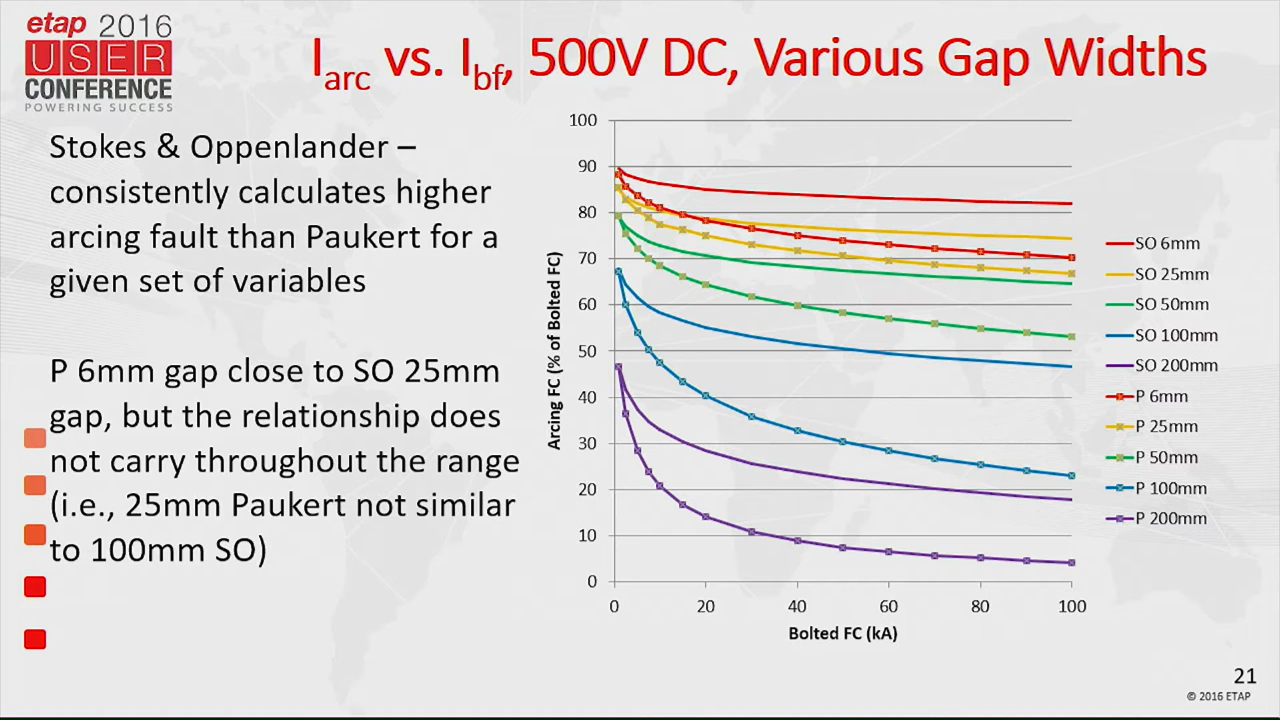 etap 2016
USER
CONFERENCE
POWERING SUCCESS
Iarc vs. Ibf, 500V DC, Various Gap Widths
Stokes & Oppenlander –
consistently calculates higher
arcing fault than Paukert for a
given set of variables
P 6mm gap close to SO 25mm
gap, but the relationship does
not carry throughout the range
(i.e., 25mm Paukert not similar
to 100mm SO)
Arcing FC (% of Bolted FC)
100
90
80
70
60
50
40
30
20
10
0
0 20 40 60 80 100
Bolted FC (kA)
SO 6mm
SO 25mm
SO 50mm
SO 100mm
SO 200mm
P 6mm
P 25mm
P 50mm
P 100mm
P 200mm
21
© 2016 ETAP